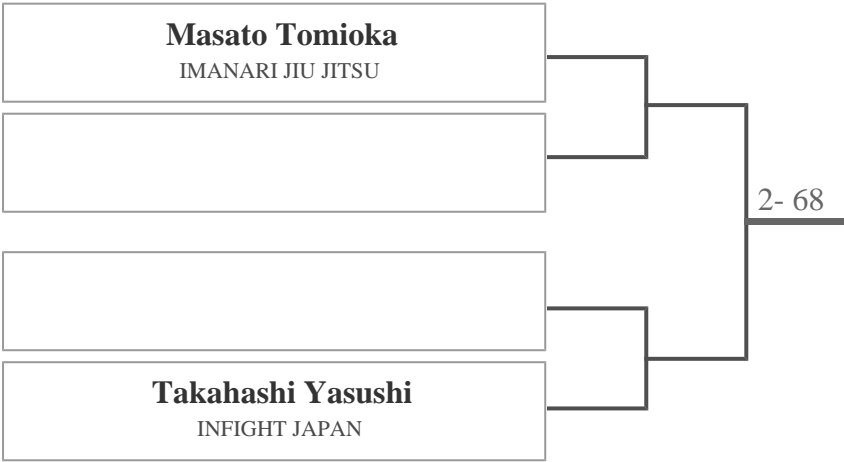 Masato Tomioka
IMANARI JIU JITSU
2- 68
Takahashi Yasushi
INFIGHT JAPAN